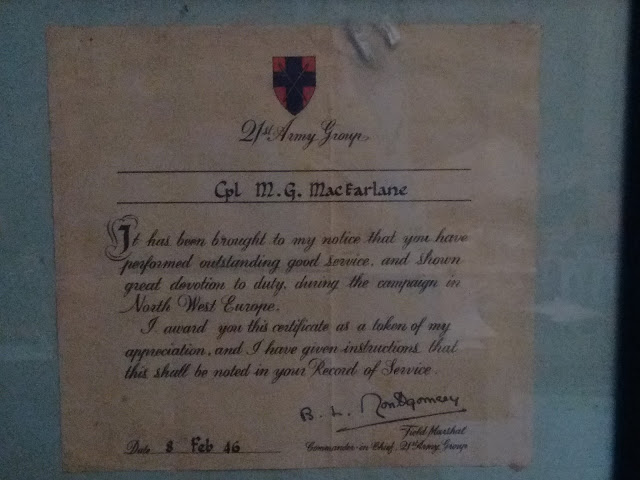 21st Army Group.
Cpl M. G. MacFarlane
It has been brought to my notice that you have
performed outstanding good service, and shown
great devotion to duty, during the campaign in
North West Europe.
I award you this certificate as a token of my
appreciation, and I have given instructions that
this shall be noted in your Record of Service.
B. L. Montgomery
Field Marshal
Date 8 Feb 46
Commander-in-Chief, 21st Army Group